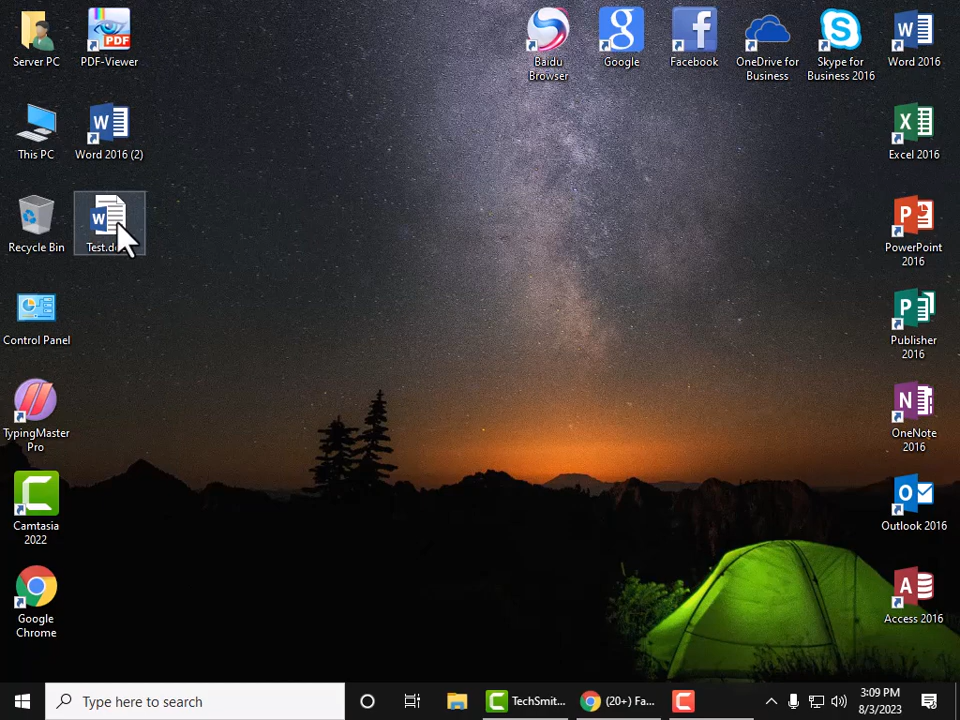 Server PC
PDF
PDF-Viewer
Baidu
Browser
Google
Facebook
OneDrive for
Business
Skype for
Business 2016
Word 2016
This PC
Word 2016 (2)
Excel 2016
Recycle Bin
PowerPoint
2016
Control Panel
Publisher
2016
TypingMaster
Pro
OneNote
2016
Camtasia
2022
Outlook 2016
Google
Chrome
Access 2016
Type here to search
TechSmit...
(20+) Fa...
3:09 PM
8/3/2023